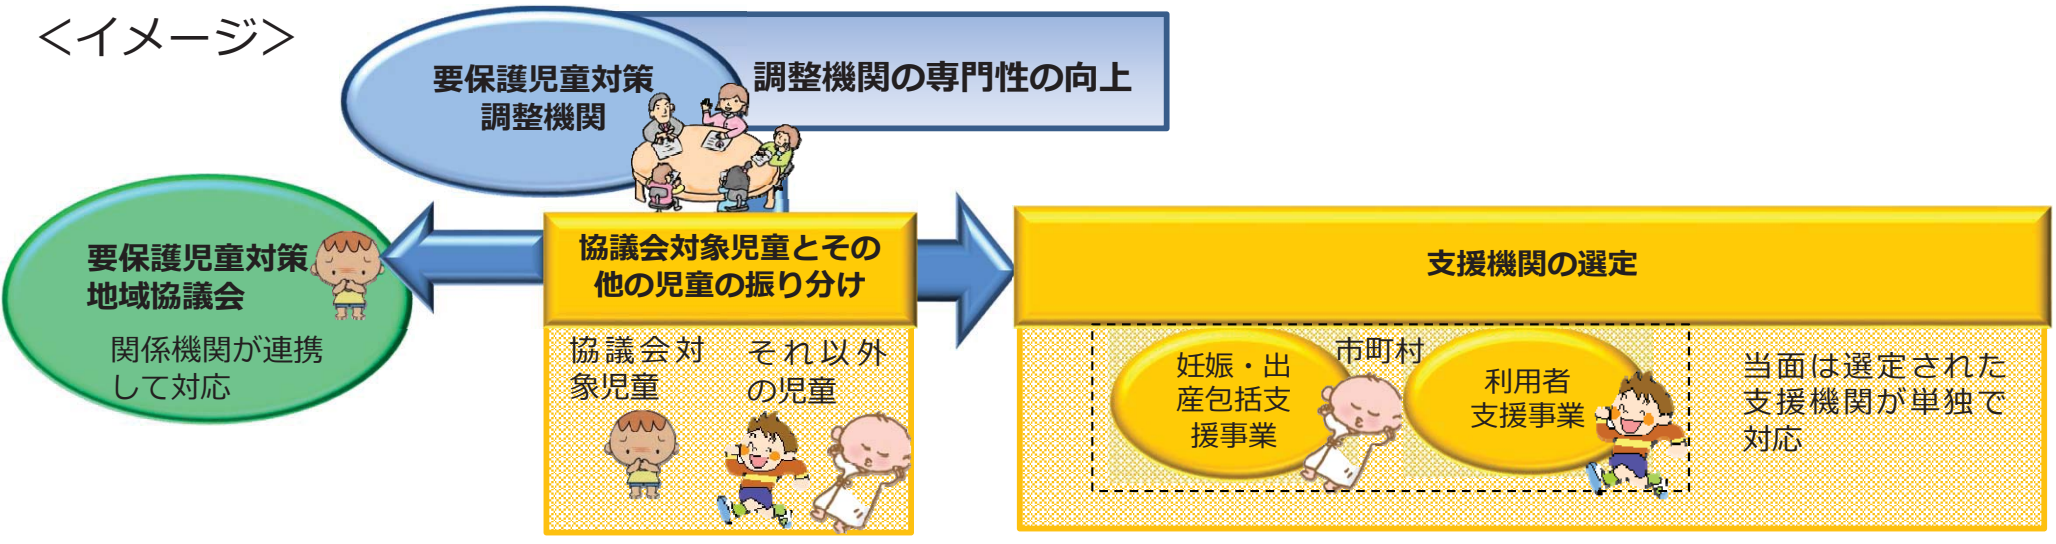 ＜イメージ＞
要保護児童対策
調整機関
調整機関の専門性の向上
要保護児童対策
地域協議会
関係機関が連携
して対応
協議会対象児童とその
他の児童の振り分け
協議会対
象児童
それ以外
の児童
支援機関の選定
市町村
妊娠・出
産包括支
援事業
利用者
支援事業
当面は選定された
支援機関が単独で
対応